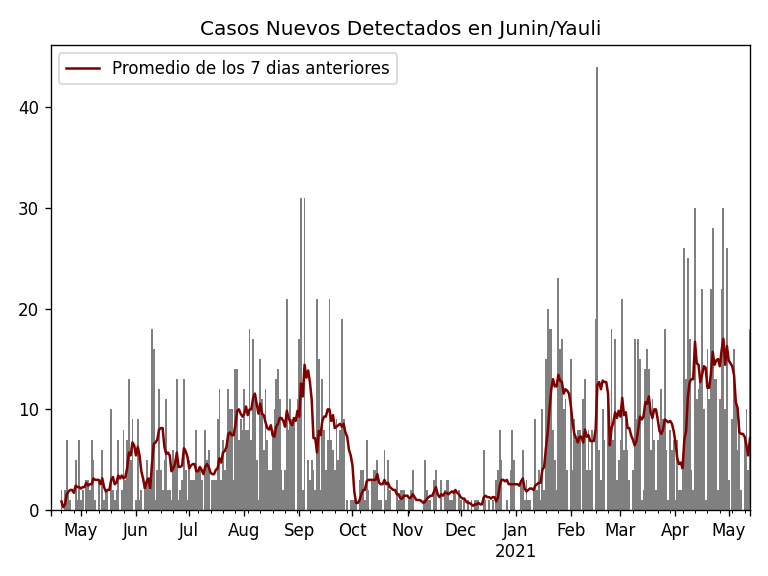 Casos Nuevos Detectados en Junin/Yauli
Promedio de los 7 dias anteriores
40
30
20
10
0
May Jun Jul Aug Sep Oct Nov Dec Jan Feb Mar Apr May
2021